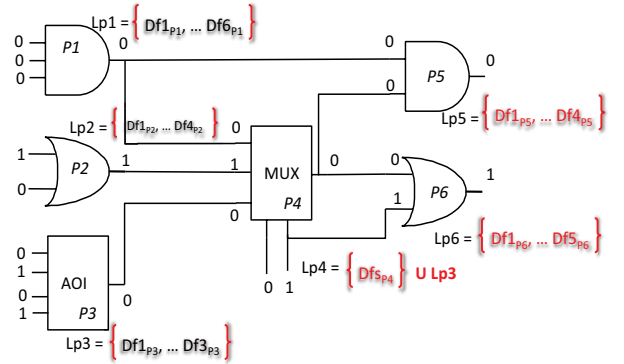 Lp1 = { Df1P1, ... Df6P1 }
0 P1 0 0
0
0
P5 0
0
Lp5 = { Df1P5, ... Df4P5 }
Lp2 = { Df1P2, ... Df4P2 }
0
1 P2 1 1 MUX 0 0
0
P4
0
1 P6 1
Lp6 = { Df1P6, ... Df5P6 }
0
1 AOI
0
1 P3 0
0 1
Lp4 = { DfsP4 } U Lp3
Lp3 = { Df1P3, ... Df3P3 }